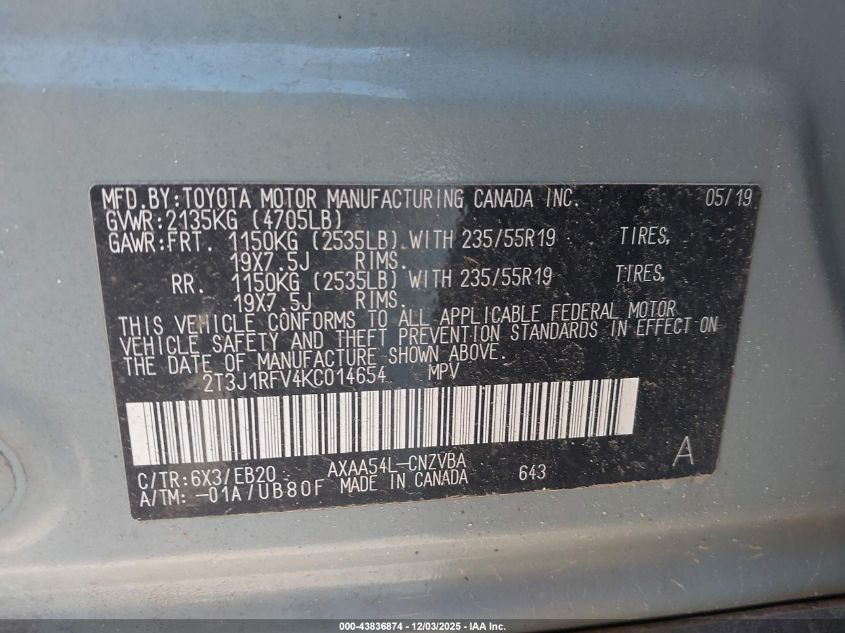 MFD.BY:TOYOTA MOTOR MANUFACTURING CANADA INC. 05/19
GVWR:2135KG (4705LB)
GAWR:FRT. 1150KG (2535LB) WITH 235/55R19 TIRES,
19X7.5J RIMS.
RR. 1150KG (2535LB) WITH 235/55R19 TIRES,
19X7.5J RIMS.
THIS VEHICLE CONFORMS TO ALL APPLICABLE FEDERAL MOTOR
VEHICLE SAFETY AND THEFT PREVENTION STANDARDS IN EFFECT ON
THE DATE OF MANUFACTURE SHOWN ABOVE.
2T3J1RFV4KC014654 MPV
C/TR:6X3/EB20 AXAA54L-CNZVBA 643 A
A/TM:-01A/UB80F MADE IN CANADA
000-43836874 - 12/03/2025 - IAA Inc.